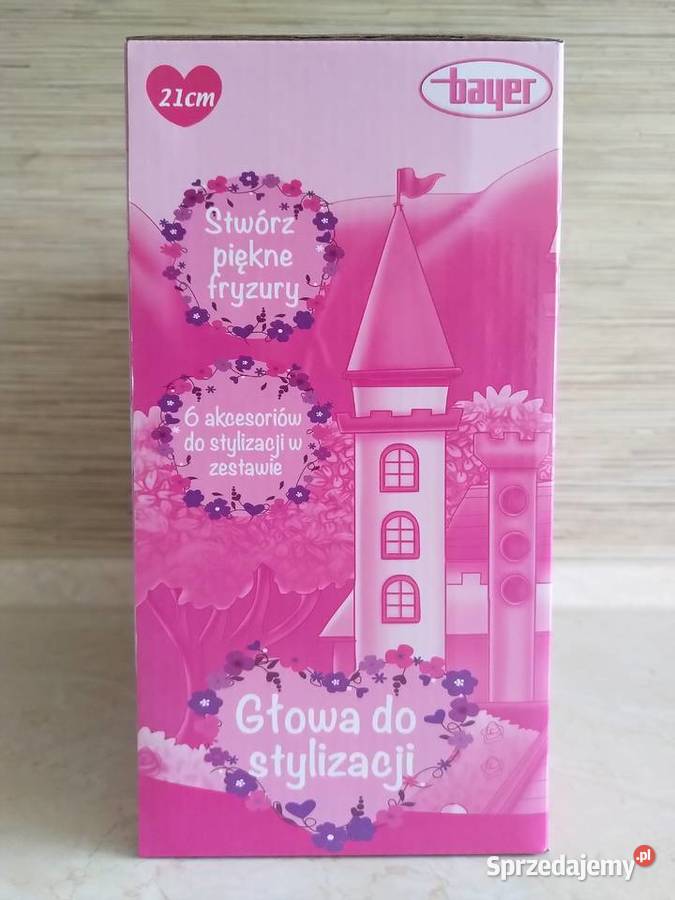 21cm
bayer
Stwórz
piękne
fryzury
6 akcesoriów
do stylizacji w
zestawie
Głowa do
stylizacji
Sprzedajemy.pl